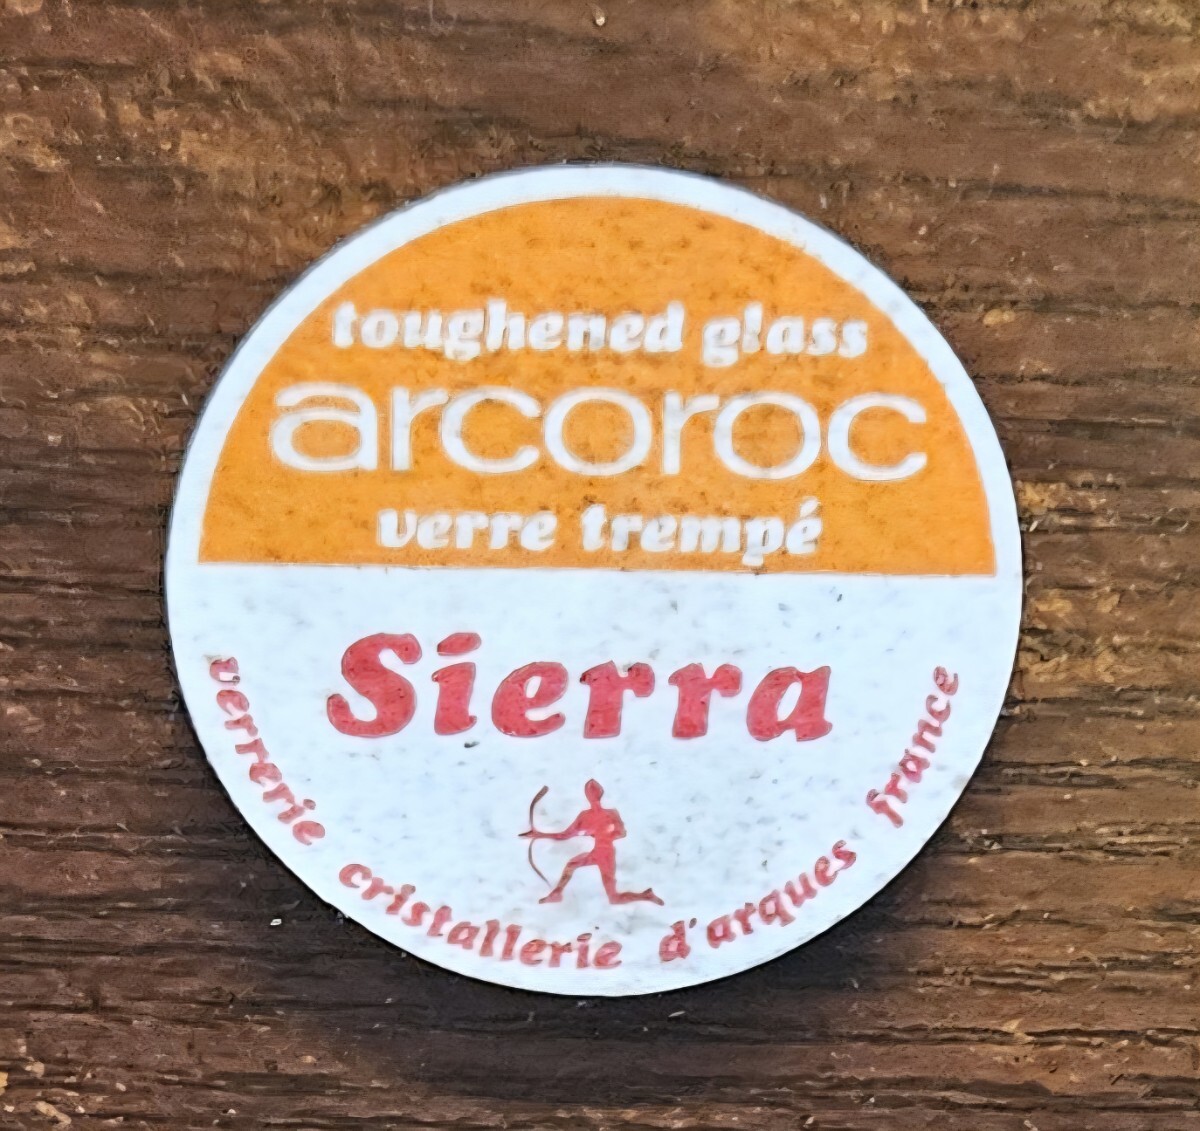 toughened glass
arcoroc
verre trempé
Sierra
verrerie cristallerie d'arques france